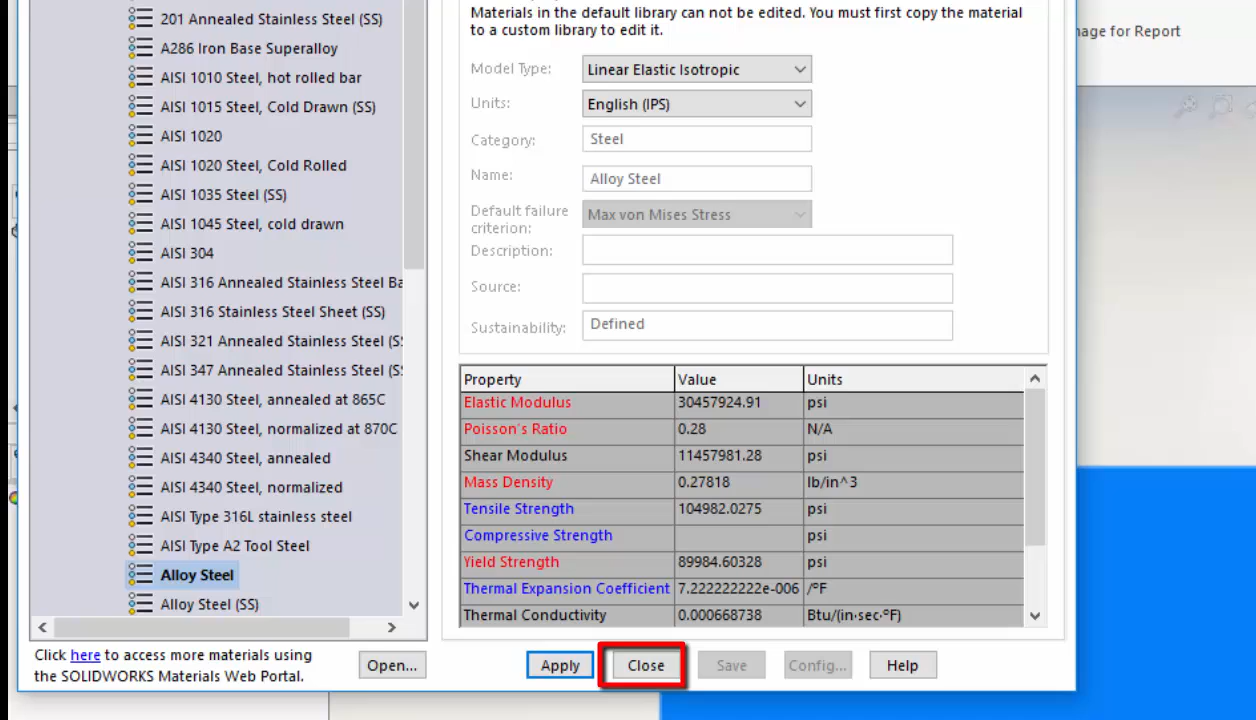 201 Annealed Stainless Steel (SS)
A286 Iron Base Superalloy
AISI 1010 Steel, hot rolled bar
AISI 1015 Steel, Cold Drawn (SS)
AISI 1020
AISI 1020 Steel, Cold Rolled
AISI 1035 Steel (SS)
AISI 1045 Steel, cold drawn
AISI 304
AISI 316 Annealed Stainless Steel Ba
AISI 316 Stainless Steel Sheet (SS)
AISI 321 Annealed Stainless Steel (S
AISI 347 Annealed Stainless Steel (S
AISI 4130 Steel, annealed at 865C
AISI 4130 Steel, normalized at 870C
AISI 4340 Steel, annealed
AISI 4340 Steel, normalized
AISI Type 316L stainless steel
AISI Type A2 Tool Steel
Alloy Steel
Alloy Steel (SS)
Click here to access more materials using
the SOLIDWORKS Materials Web Portal.
Open...
Materials in the default library can not be edited. You must first copy the material
to a custom library to edit it.
Model Type: Linear Elastic Isotropic
Units: English (IPS)
Category: Steel
Name: Alloy Steel
Default failure criterion: Max von Mises Stress
Description:
Source:
Sustainability: Defined
Property Value Units
Elastic Modulus 30457924.91 psi
Poisson's Ratio 0.28 N/A
Shear Modulus 11457981.28 psi
Mass Density 0.27818 lb/in^3
Tensile Strength 104982.0275 psi
Compressive Strength psi
Yield Strength 89984.60328 psi
Thermal Expansion Coefficient 7.222222222e-006 /°F
Thermal Conductivity 0.000668738 Btu/(in·sec·°F)
Apply Close Save Config... Help
age for Report